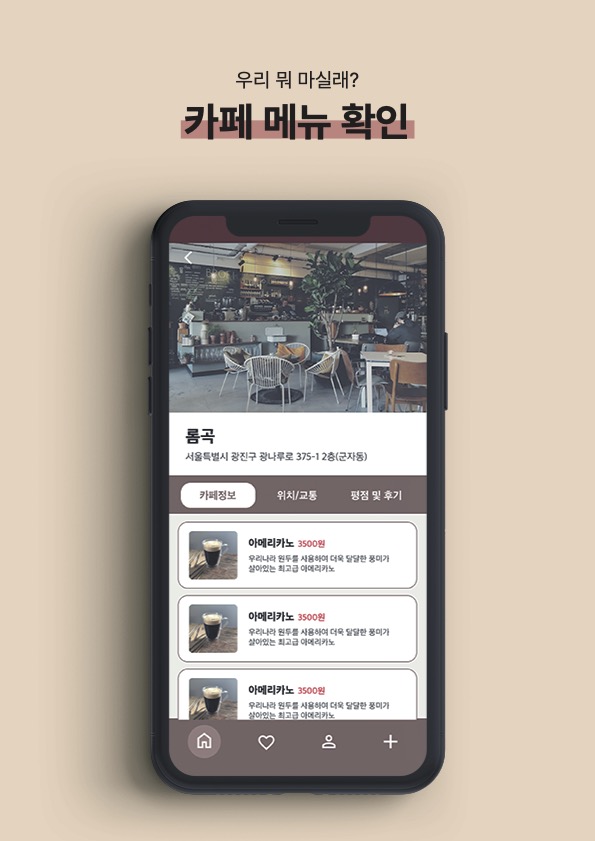 우리 뭐 마실래?
카페 메뉴 확인
롬곡
서울특별시 광진구 광나루로 375-1 2층(군자동)
카페정보 위치/교통 평점 및 후기
아메리카노 3500원
우리나라 원두를 사용하여 더욱 달달한 풍미가
살아있는 최고급 아메리카노
아메리카노 3500원
우리나라 원두를 사용하여 더욱 달달한 풍미가
살아있는 최고급 아메리카노
아메리카노 3500원
우리나라 원두를 사용하여 더욱 달달한 풍미가
살아있는 최고급 아메리카노